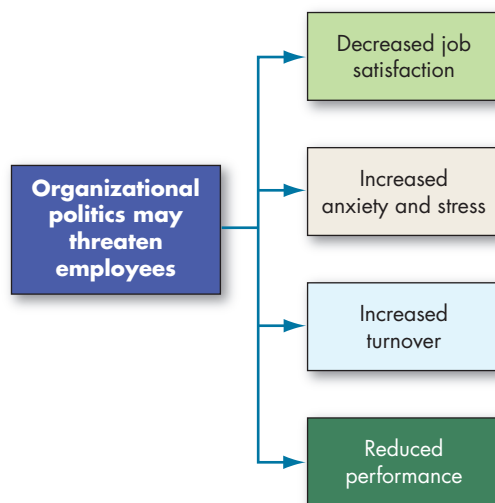 Decreased job
satisfaction
Organizational
politics may
threaten
employees
Increased
anxiety and stress
Increased
turnover
Reduced
performance